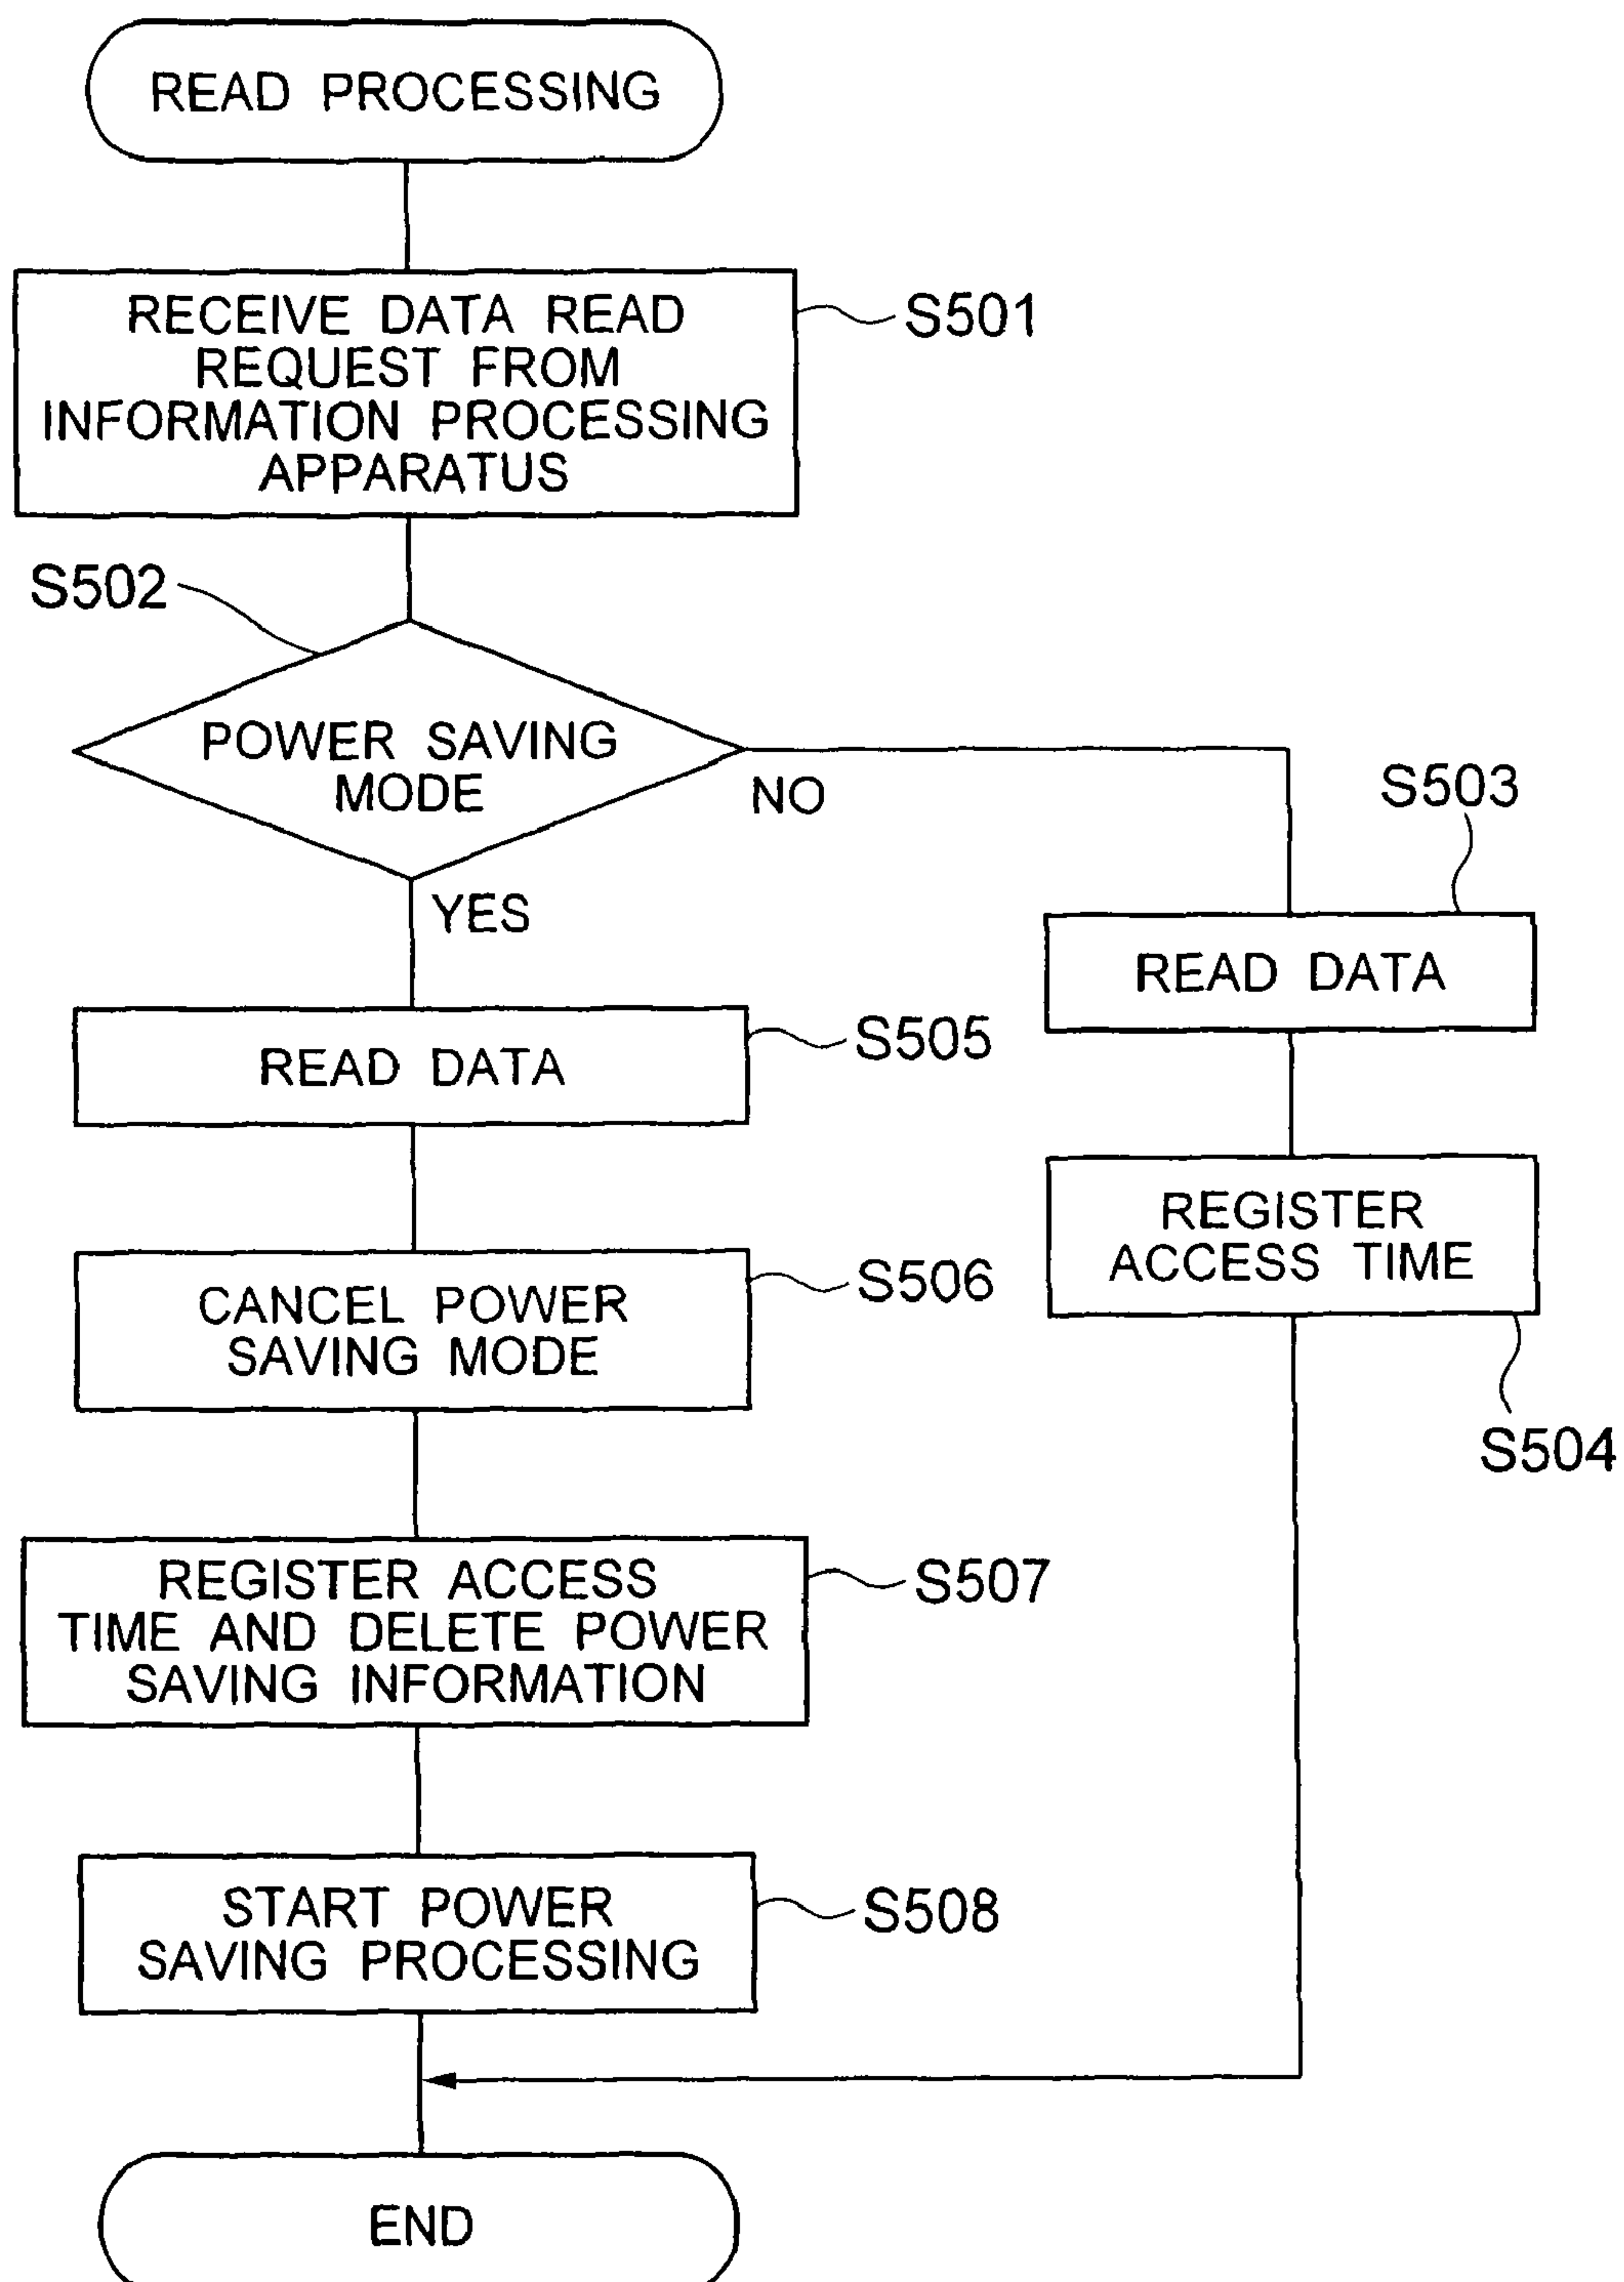 READ PROCESSING
RECEIVE DATA READ
REQUEST FROM
INFORMATION PROCESSING
APPARATUS
S501
S502
POWER SAVING
MODE
NO
YES
S503
READ DATA
READ DATA
S505
REGISTER
ACCESS TIME
S504
CANCEL POWER
SAVING MODE
S506
REGISTER ACCESS
TIME AND DELETE POWER
SAVING INFORMATION
S507
START POWER
SAVING PROCESSING
S508
END